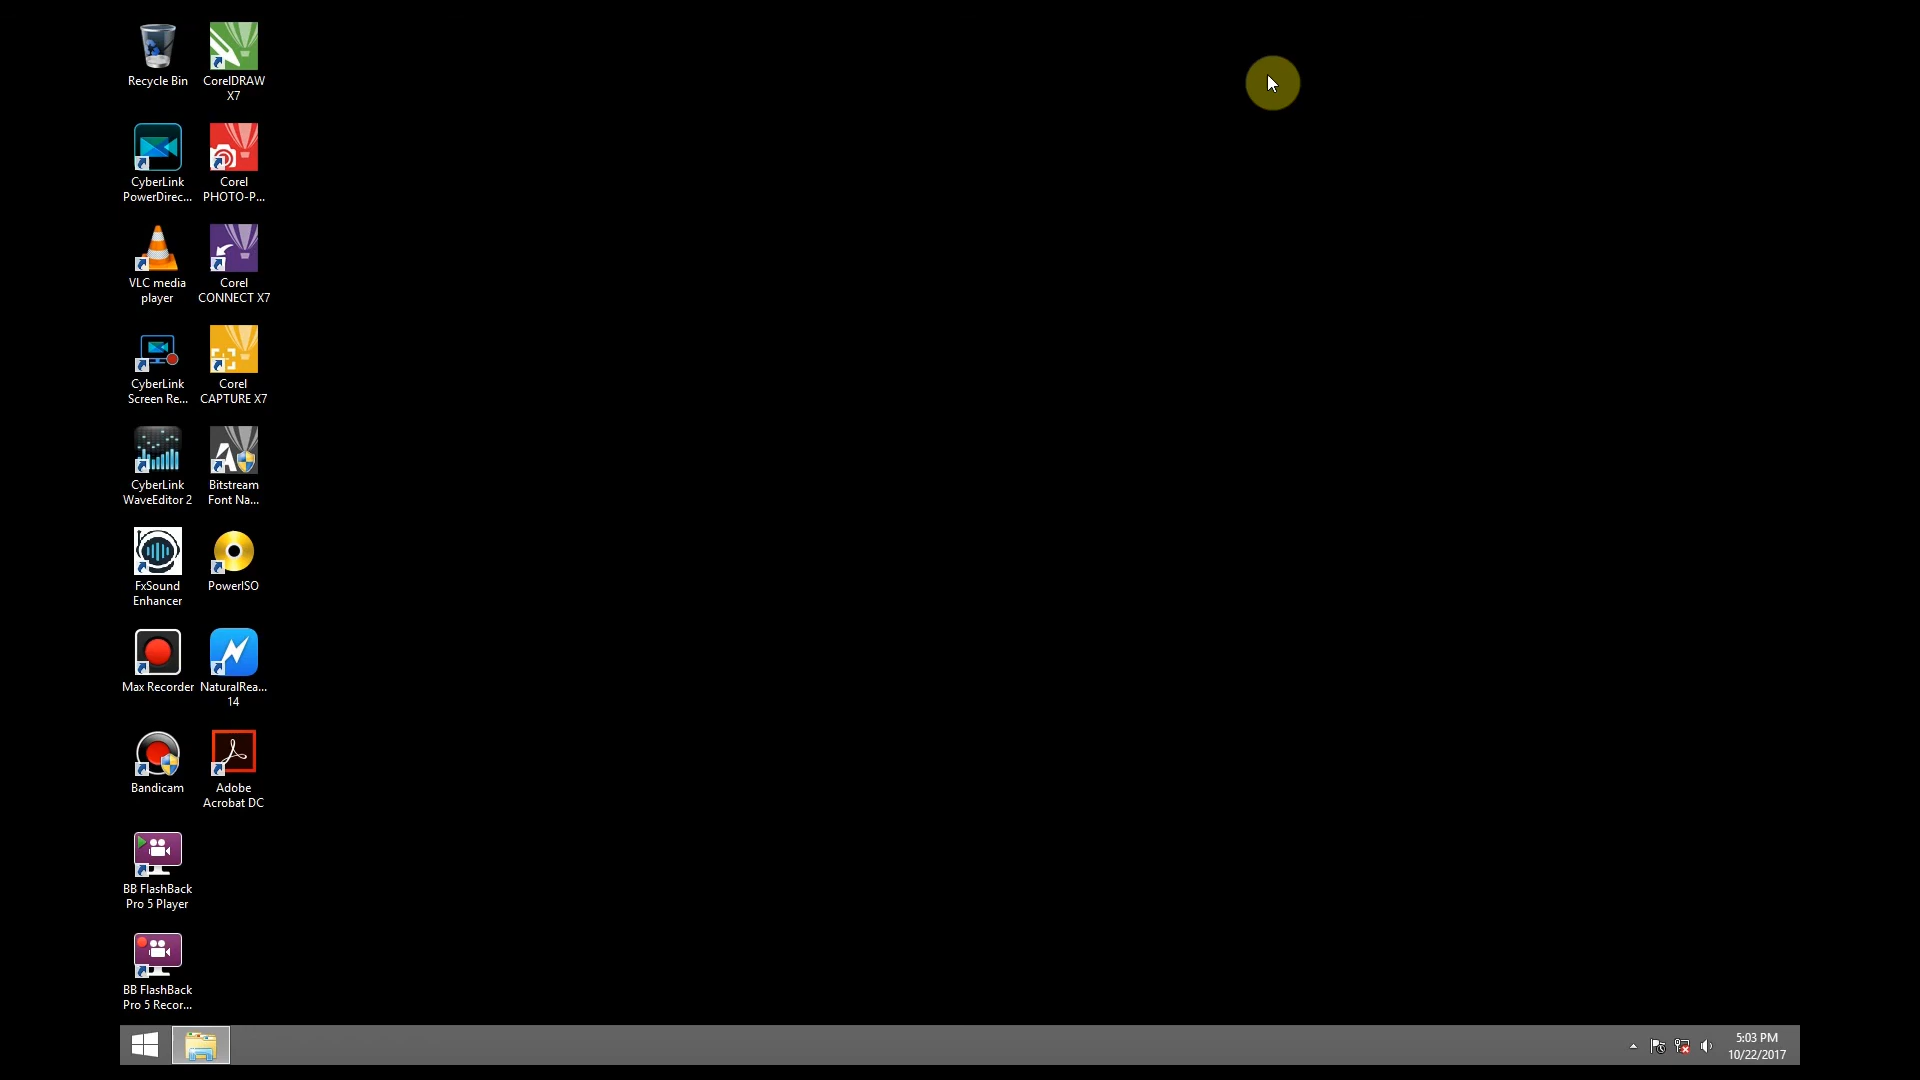 Recycle Bin
CorelDRAW
X7
CyberLink
PowerDirec...
Corel
PHOTO-P...
VLC media
player
Corel
CONNECT X7
CyberLink
Screen Re...
Corel
CAPTURE X7
CyberLink
WaveEditor 2
Bitstream
Font Na...
FxSound
Enhancer
PowerISO
Max Recorder
NaturalRea...
14
Bandicam
Adobe
Acrobat DC
BB FlashBack
Pro 5 Player
BB FlashBack
Pro 5 Recor...
5:03 PM
10/22/2017